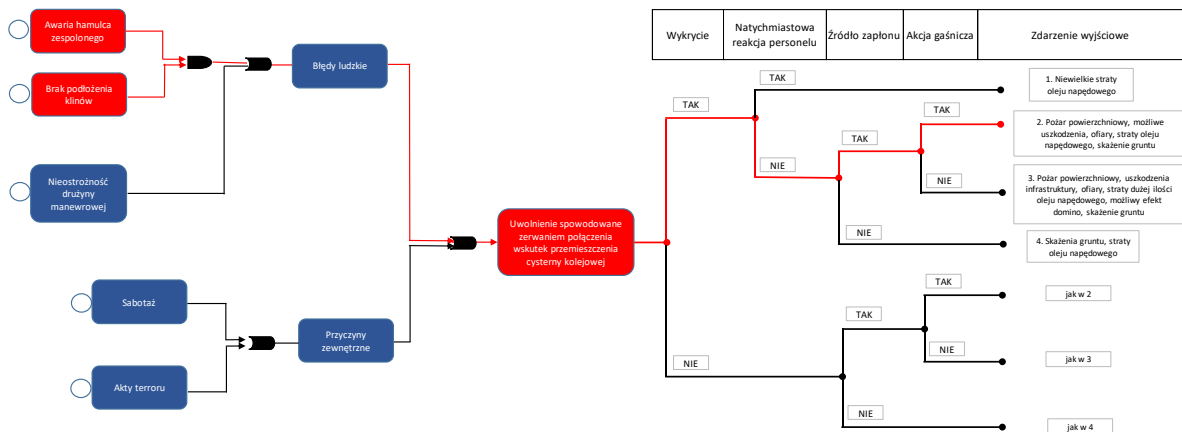 Awaria hamulca
zespolonego
Brak podłożenia
klinów
Nieostrożność
drużyny
manewrowej
Błędy ludzkie
Sabotaż
Akty terroru
Przyczyny
zewnętrzne
Uwolnienie spowodowane
zerwaniem połączenia
wskutek przemieszczenia
cysterny kolejowej
Wykrycie
Natychmiastowa
reakcja personelu
Źródło zapłonu
Akcja gaśnicza
Zdarzenie wyjściowe
TAK
1. Niewielkie straty
oleju napędowego
TAK
TAK
2. Pożar powierzchniowy, możliwe
uszkodzenia, ofiary, straty oleju
napędowego, skażenie gruntu
TAK
NIE
NIE
3. Pożar powierzchniowy, uszkodzenia
infrastruktury, ofiary, straty dużej ilości
oleju napędowego, możliwy efekt
domino, skażenie gruntu
NIE
4. Skażenia gruntu, straty
oleju napędowego
TAK
jak w 2
TAK
NIE
jak w 3
NIE
NIE
jak w 4